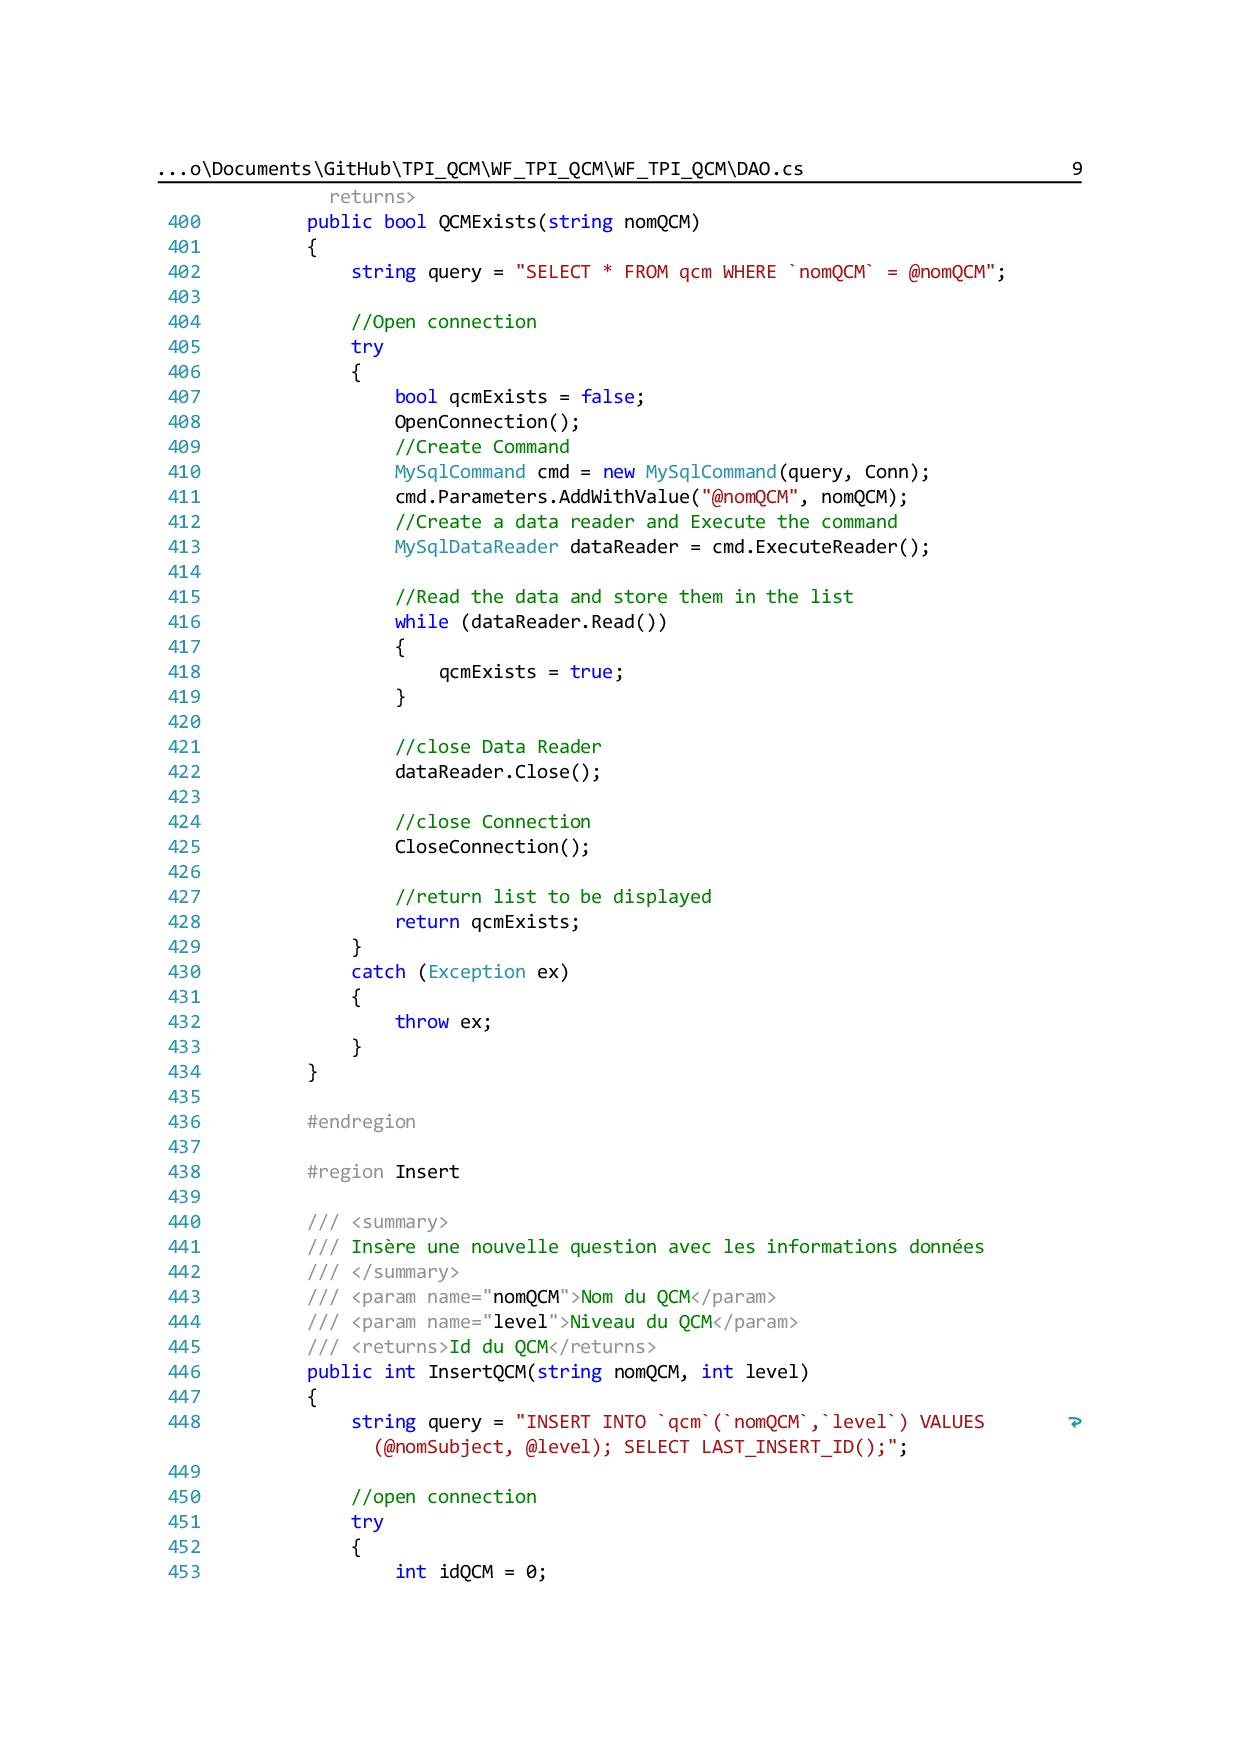 ...o\Documents\GitHub\TPI_QCM\WF_TPI_QCM\WF_TPI_QCM\DAO.cs 9
returns>
400 public bool QCMExists(string nomQCM)
401 {
402 string query = "SELECT * FROM qcm WHERE `nomQCM` = @nomQCM";
403
404 //Open connection
405 try
406 {
407 bool qcmExists = false;
408 OpenConnection();
409 //Create Command
410 MySqlCommand cmd = new MySqlCommand(query, Conn);
411 cmd.Parameters.AddWithValue("@nomQCM", nomQCM);
412 //Create a data reader and Execute the command
413 MySqlDataReader dataReader = cmd.ExecuteReader();
414
415 //Read the data and store them in the list
416 while (dataReader.Read())
417 {
418 qcmExists = true;
419 }
420
421 //close Data Reader
422 dataReader.Close();
423
424 //close Connection
425 CloseConnection();
426
427 //return list to be displayed
428 return qcmExists;
429 }
430 catch (Exception ex)
431 {
432 throw ex;
433 }
434 }
435
436 #endregion
437
438 #region Insert
439
440 /// <summary>
441 /// Insère une nouvelle question avec les informations données
442 /// </summary>
443 /// <param name="nomQCM">Nom du QCM</param>
444 /// <param name="level">Niveau du QCM</param>
445 /// <returns>Id du QCM</returns>
446 public int InsertQCM(string nomQCM, int level)
447 {
448 string query = "INSERT INTO `qcm`(`nomQCM`,`level`) VALUES
(@nomSubject, @level); SELECT LAST_INSERT_ID();";
449
450 //open connection
451 try
452 {
453 int idQCM = 0;